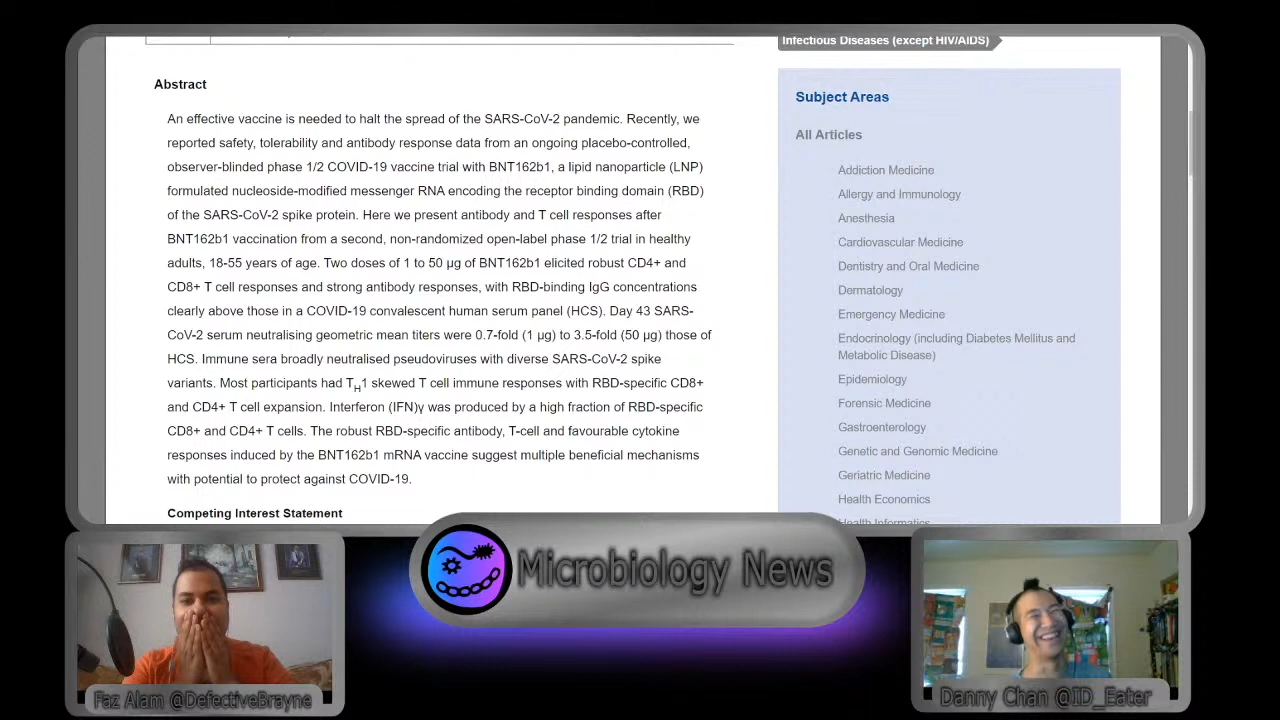 Infectious Diseases (except HIV/AIDS)
Abstract
An effective vaccine is needed to halt the spread of the SARS-CoV-2 pandemic. Recently, we
reported safety, tolerability and antibody response data from an ongoing placebo-controlled,
observer-blinded phase 1/2 COVID-19 vaccine trial with BNT162b1, a lipid nanoparticle (LNP)
formulated nucleoside-modified messenger RNA encoding the receptor binding domain (RBD)
of the SARS-CoV-2 spike protein. Here we present antibody and T cell responses after
BNT162b1 vaccination from a second, non-randomized open-label phase 1/2 trial in healthy
adults, 18-55 years of age. Two doses of 1 to 50 µg of BNT162b1 elicited robust CD4+ and
CD8+ T cell responses and strong antibody responses, with RBD-binding IgG concentrations
clearly above those in a COVID-19 convalescent human serum panel (HCS). Day 43 SARS-
CoV-2 serum neutralising geometric mean titers were 0.7-fold (1 µg) to 3.5-fold (50 µg) those of
HCS. Immune sera broadly neutralised pseudoviruses with diverse SARS-CoV-2 spike
variants. Most participants had TH1 skewed T cell immune responses with RBD-specific CD8+
and CD4+ T cell expansion. Interferon (IFN)γ was produced by a high fraction of RBD-specific
CD8+ and CD4+ T cells. The robust RBD-specific antibody, T-cell and favourable cytokine
responses induced by the BNT162b1 mRNA vaccine suggest multiple beneficial mechanisms
with potential to protect against COVID-19.
Competing Interest Statement
Subject Areas
All Articles
Addiction Medicine
Allergy and Immunology
Anesthesia
Cardiovascular Medicine
Dentistry and Oral Medicine
Dermatology
Emergency Medicine
Endocrinology (including Diabetes Mellitus and
Metabolic Disease)
Epidemiology
Forensic Medicine
Gastroenterology
Genetic and Genomic Medicine
Geriatric Medicine
Health Economics
Health Informatics
Microbiology News
Faz Alam @DefectiveBrayne
Danny Chan @ID_Eater